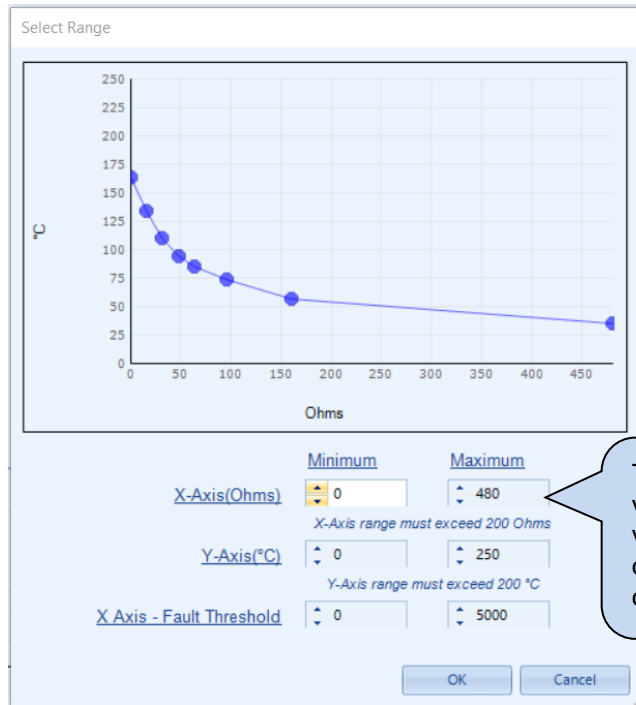 Select Range
250
225
200
175
150
125
100
75
50
25
0
°C
0 50 100 150 200 250 300 350 400 450
Ohms
Minimum Maximum
X-Axis(Ohms) 0 480
X-Axis range must exceed 200 Ohms
Y-Axis(°C) 0 250
Y-Axis range must exceed 200 °C
X Axis - Fault Threshold 0 5000
OK Cancel